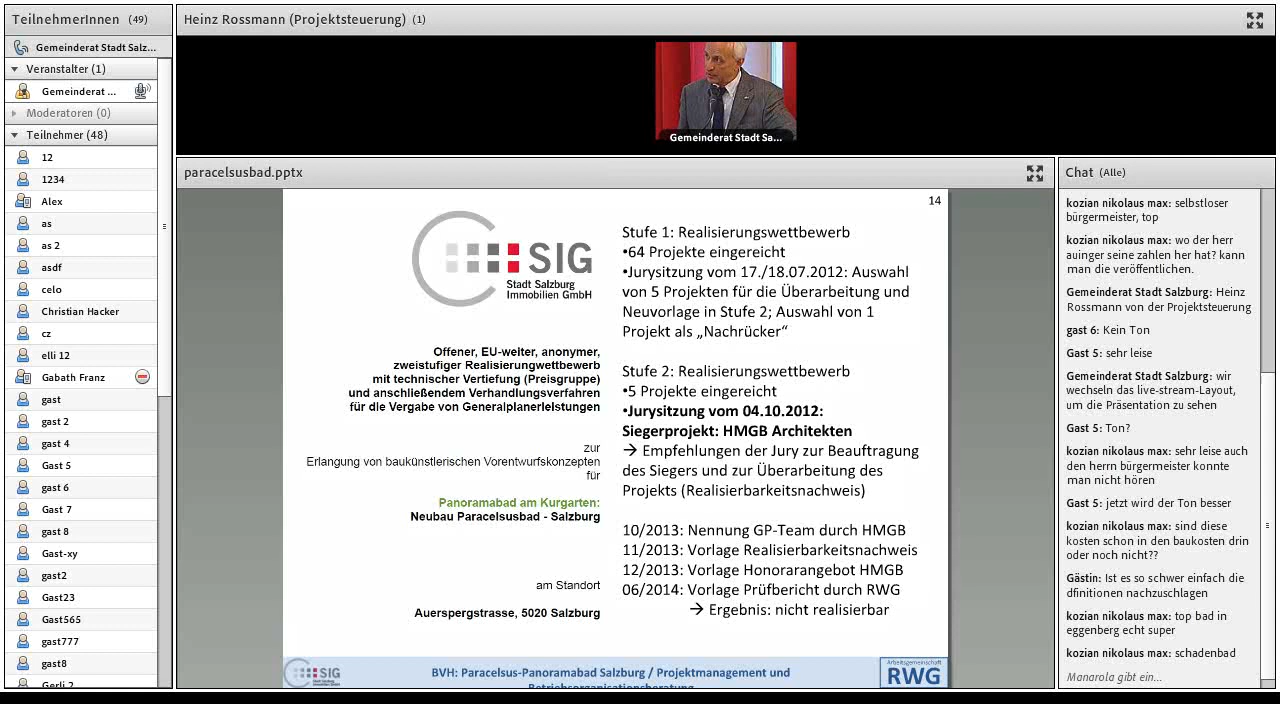 TeilnehmerInnen (49)
Gemeinderat Stadt Salz...
Veranstalter (1)
Gemeinderat ...
Moderatoren (0)
Teilnehmer (48)
12
1234
Alex
as
as 2
asdf
celo
Christian Hacker
cz
elli 12
Gabath Franz
gast
gast 2
gast 4
Gast 5
gast 6
Gast 7
gast 8
Gast-xy
gast2
Gast23
Gast565
gast777
gast8
Gerli 2
Heinz Rossmann (Projektsteuerung) (1)
Gemeinderat Stadt Sa...
paracelsusbad.pptx
14
SIG
Stadt Salzburg
Immobilien GmbH
Offener, EU-weiter, anonymer,
zweistufiger Realisierungwettbewerb
mit technischer Vertiefung (Preisgruppe)
und anschließendem Verhandlungsverfahren
für die Vergabe von Generalplanerleistungen
zur
Erlangung von baukünstlerischen Vorentwurfskonzepten
für
Panoramabad am Kurgarten:
Neubau Paracelsusbad - Salzburg
am Standort
Auerspergstrasse, 5020 Salzburg
Stufe 1: Realisierungswettbewerb
•64 Projekte eingereicht
•Jurysitzung vom 17./18.07.2012: Auswahl
von 5 Projekten für die Überarbeitung und
Neuvorlage in Stufe 2; Auswahl von 1
Projekt als „Nachrücker“
Stufe 2: Realisierungswettbewerb
•5 Projekte eingereicht
•Jurysitzung vom 04.10.2012:
Siegerprojekt: HMGB Architekten
→ Empfehlungen der Jury zur Beauftragung
des Siegers und zur Überarbeitung des
Projekts (Realisierbarkeitsnachweis)
10/2013: Nennung GP-Team durch HMGB
11/2013: Vorlage Realisierbarkeitsnachweis
12/2013: Vorlage Honorarangebot HMGB
06/2014: Vorlage Prüfbericht durch RWG
→ Ergebnis: nicht realisierbar
SIG
Stadt Salzburg
Immobilien GmbH
BVH: Paracelsus-Panoramabad Salzburg / Projektmanagement und
Betriebsorganisationsberatung
Arbeitsgemeinschaft
RWG
Chat (Alle)
kozian nikolaus max: selbstloser
bürgermeister, top
kozian nikolaus max: wo der herr
auinger seine zahlen her hat? kann
man die veröffentlichen.
Gemeinderat Stadt Salzburg: Heinz
Rossmann von der Projektsteuerung
gast 6: Kein Ton
Gast 5: sehr leise
Gemeinderat Stadt Salzburg: wir
wechseln das live-stream-Layout,
um die Präsentation zu sehen
Gast 5: Ton?
kozian nikolaus max: sehr leise auch
den herrn bürgermeister konnte
man nicht hören
Gast 5: jetzt wird der Ton besser
kozian nikolaus max: sind diese
kosten schon in den baukosten drin
oder noch nicht??
Gästin: Ist es so schwer einfach die
dfinitionen nachzuschlagen
kozian nikolaus max: top bad in
eggenberg echt super
kozian nikolaus max: schadenbad
Manarola gibt ein...